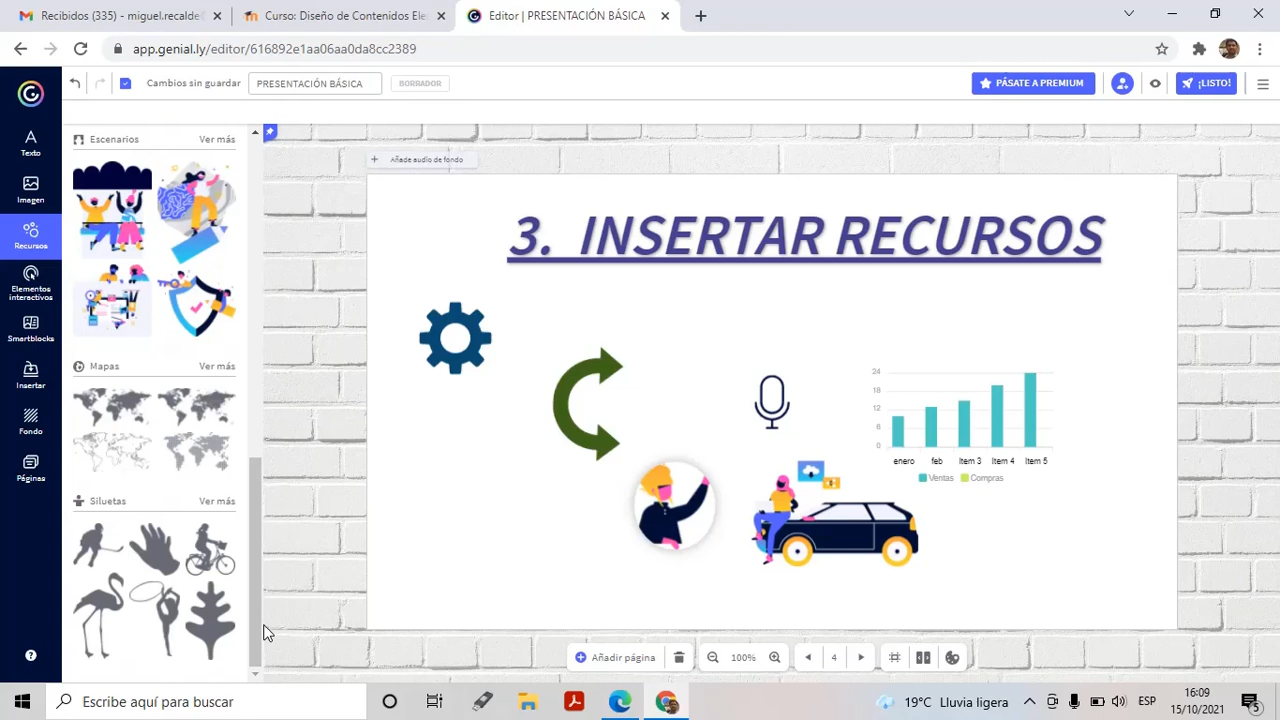 Recibidos (335) - miguel.recalde
Curso: Diseño de Contenidos Ele
Editor | PRESENTACIÓN BÁSICA
app.genial.ly/editor/616892e1aa06aa0da8cc2389
Cambios sin guardar
PRESENTACIÓN BÁSICA
BORRADOR
PÁSATE A PREMIUM
¡LISTO!
Texto
Imagen
Recursos
Elementos
interactivos
Smartblocks
Insertar
Fondo
Páginas
Escenarios Ver más
Mapas Ver más
Siluetas Ver más
Añade audio de fondo
3. INSERTAR RECURSOS
24
18
12
6
0
enero feb Item 3 Item 4 Item 5
Ventas Compras
Añadir página
100%
4
Escribe aquí para buscar
19°C Lluvia ligera
ESP
16:09
15/10/2021
5